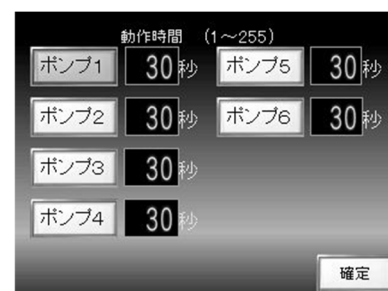 動作時間 (1～255)
ポンプ1 30秒 ポンプ5 30秒
ポンプ2 30秒 ポンプ6 30秒
ポンプ3 30秒
ポンプ4 30秒
確定